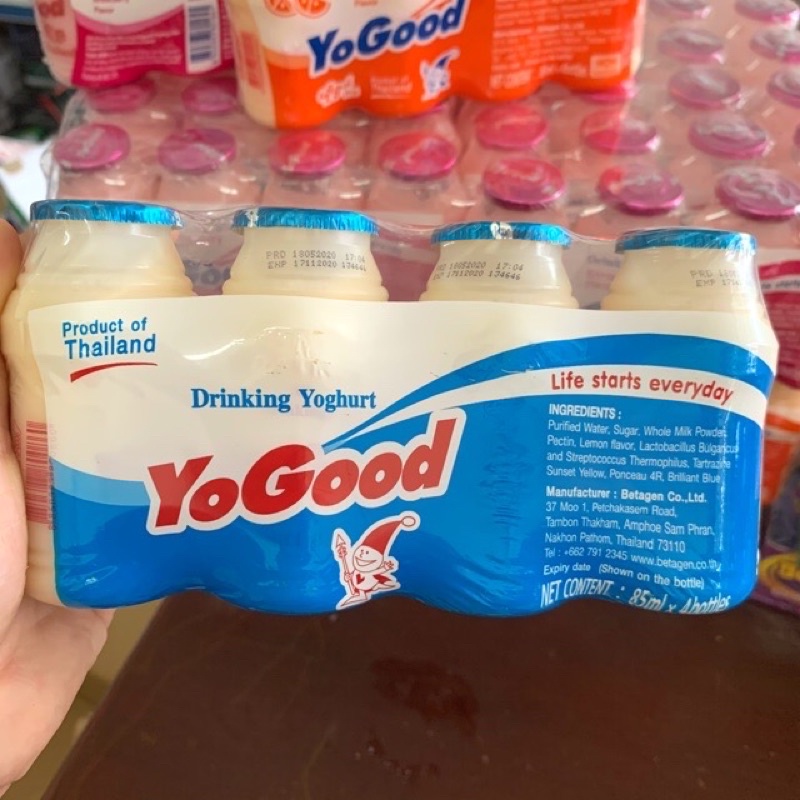 YoGood
PRD 18052020 17:04
EXP 17112020 134646
18052020 17:04
17112020 134646
PRD
EXP
Product of
Thailand
Drinking Yoghurt
YoGood
Life starts everyday
INGREDIENTS :
Purified Water, Sugar, Whole Milk Powder,
Pectin, Lemon flavor, Lactobacillus Bulgaricus
and Streptococcus Thermophilus, Tartrazine
Sunset Yellow, Ponceau 4R, Brilliant Blue
Manufacturer : Betagen Co.,Ltd.
37 Moo 1, Petchakasem Road,
Tambon Thakham, Amphoe Sam Phran,
Nakhon Pathom, Thailand 73110
Tel : +662 791 2345 www.betagen.co.th
Expiry date (Shown on the bottle)
NET CONTENT : 85ml x 4bottles